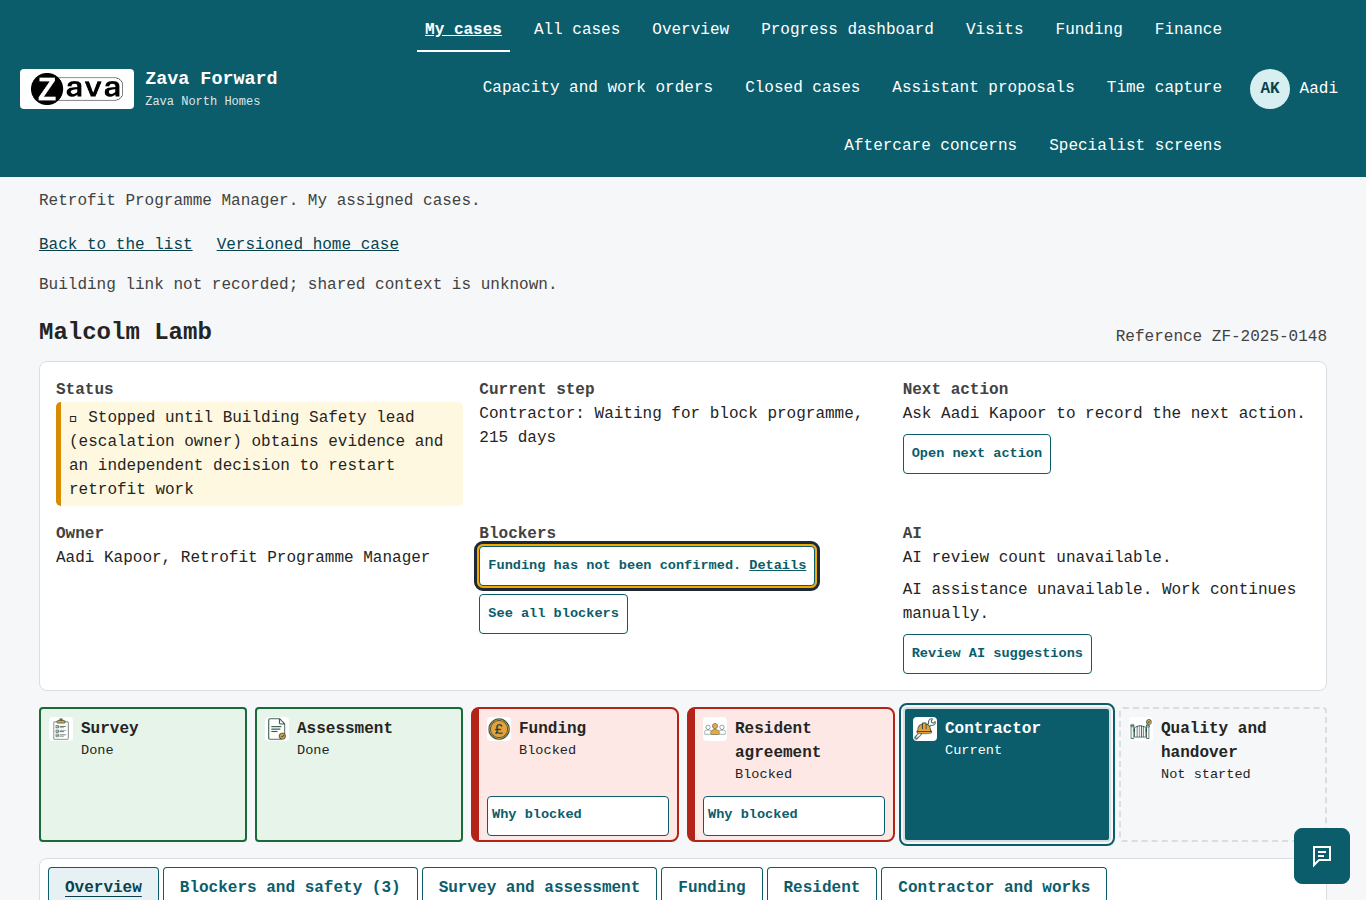 My cases All cases Overview Progress dashboard Visits Funding Finance
Zava
Zava Forward
Zava North Homes
Capacity and work orders Closed cases Assistant proposals Time capture
AK Aadi
Aftercare concerns Specialist screens
Retrofit Programme Manager. My assigned cases.
Back to the list Versioned home case
Building link not recorded; shared context is unknown.
Malcolm Lamb
Reference ZF-2025-0148
Status
Stopped until Building Safety lead
(escalation owner) obtains evidence and
an independent decision to restart
retrofit work
Current step
Contractor: Waiting for block programme,
215 days
Next action
Ask Aadi Kapoor to record the next action.
Open next action
Owner
Aadi Kapoor, Retrofit Programme Manager
Blockers
Funding has not been confirmed. Details
See all blockers
AI
AI review count unavailable.
AI assistance unavailable. Work continues
manually.
Review AI suggestions
Survey
Done
Assessment
Done
Funding
Blocked
Why blocked
Resident
agreement
Blocked
Why blocked
Contractor
Current
Quality and
handover
Not started
Overview Blockers and safety (3) Survey and assessment Funding Resident Contractor and works